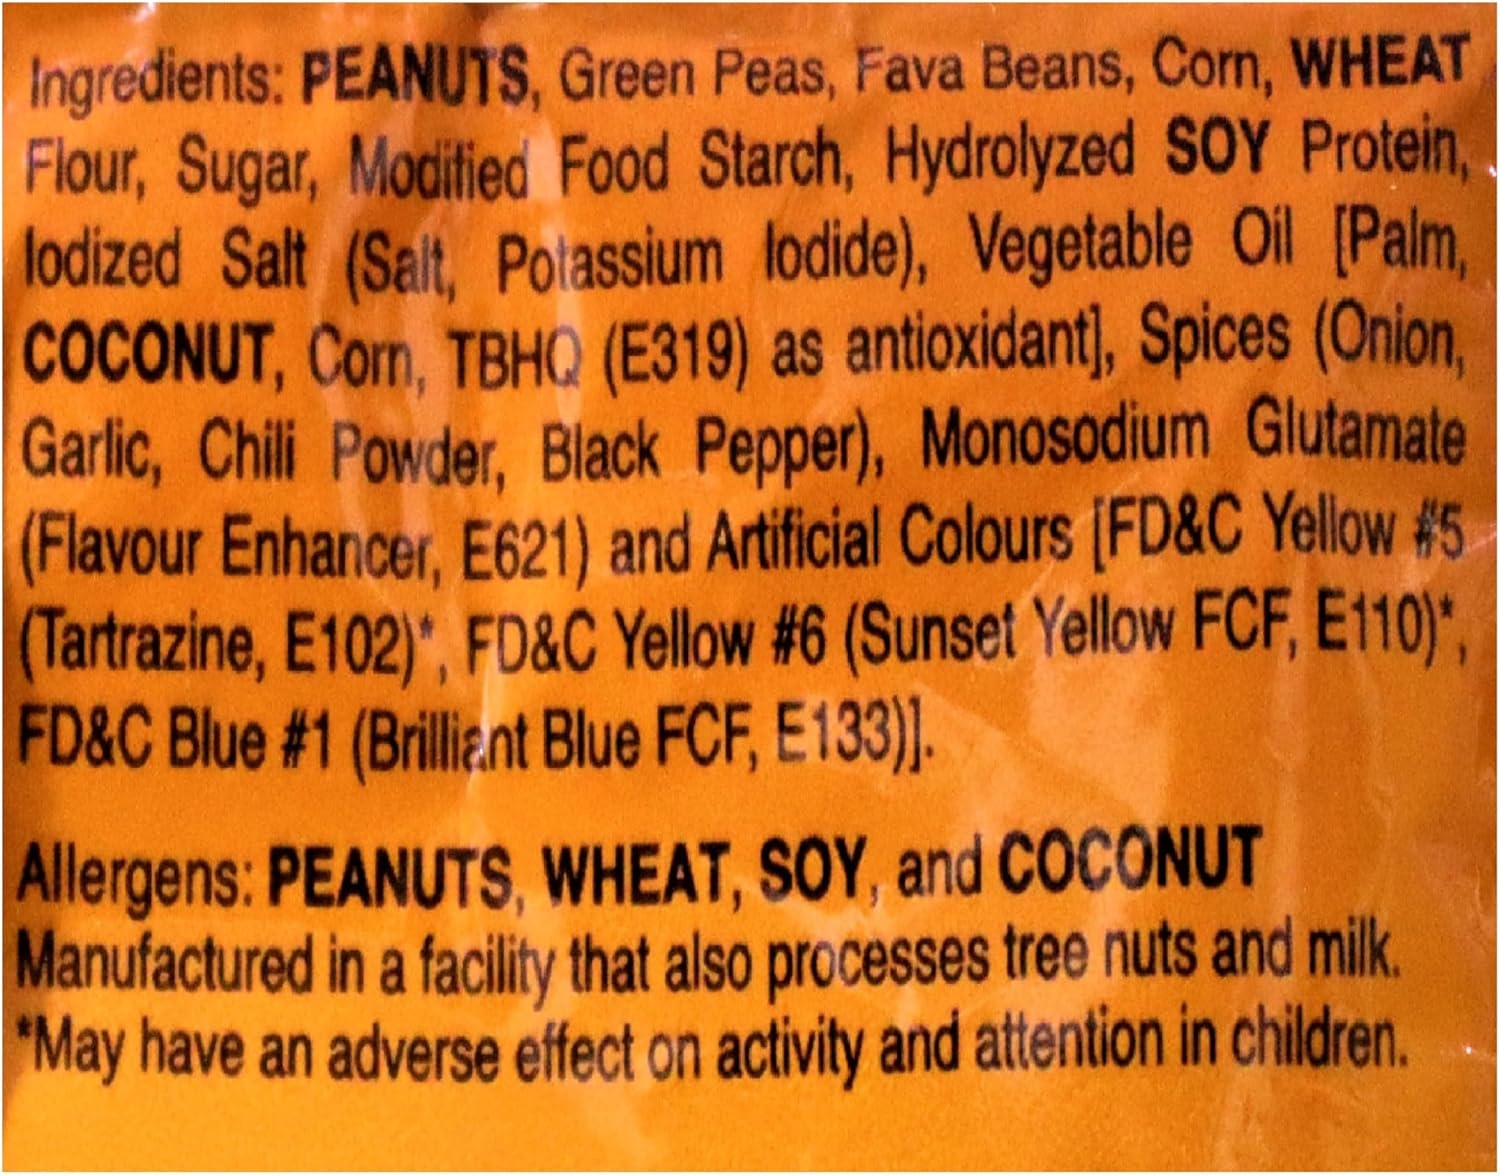 Ingredients: PEANUTS, Green Peas, Fava Beans, Corn, WHEAT
Flour, Sugar, Modified Food Starch, Hydrolyzed SOY Protein,
Iodized Salt (Salt, Potassium Iodide), Vegetable Oil [Palm,
COCONUT, Corn, TBHQ (E319) as antioxidant], Spices (Onion,
Garlic, Chili Powder, Black Pepper), Monosodium Glutamate
(Flavour Enhancer, E621) and Artificial Colours [FD&C Yellow #5
(Tartrazine, E102)*, FD&C Yellow #6 (Sunset Yellow FCF, E110)*,
FD&C Blue #1 (Brilliant Blue FCF, E133)].
Allergens: PEANUTS, WHEAT, SOY, and COCONUT
Manufactured in a facility that also processes tree nuts and milk.
*May have an adverse effect on activity and attention in children.